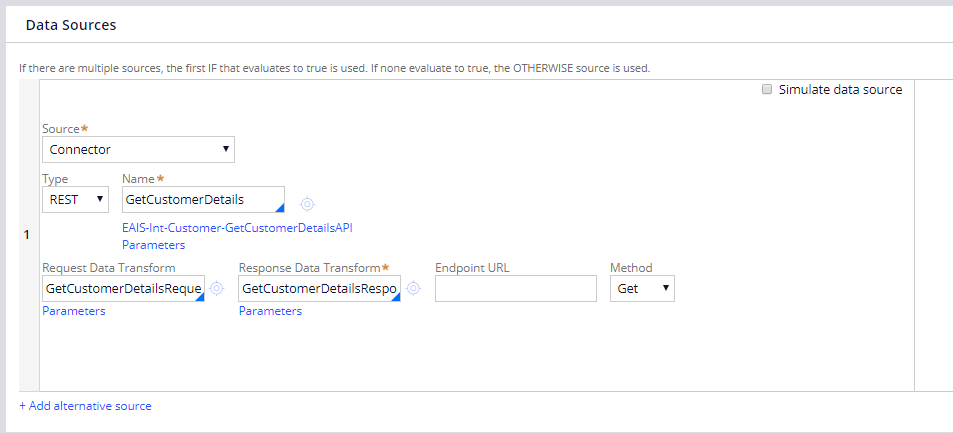 Data Sources
If there are multiple sources, the first IF that evaluates to true is used. If none evaluate to true, the OTHERWISE source is used.
Simulate data source
Source*
Connector
Type Name*
REST GetCustomerDetails
EAIS-Int-Customer-GetCustomerDetailsAPI
1
Parameters
Request Data Transform Response Data Transform* Endpoint URL Method
GetCustomerDetailsReque GetCustomerDetailsRespo Get
Parameters Parameters
+ Add alternative source